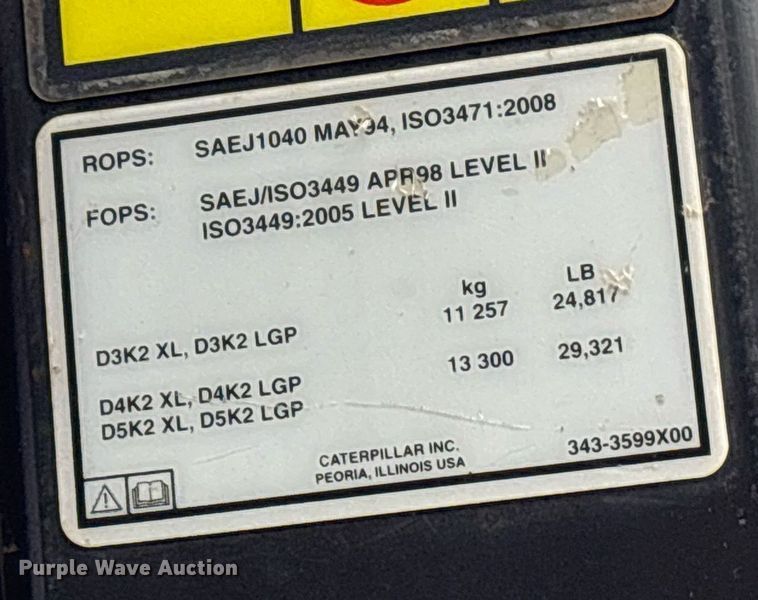 ROPS: SAEJ1040 MAY94, ISO3471:2008
FOPS: SAEJ/ISO3449 APR98 LEVEL II
ISO3449:2005 LEVEL II
kg LB
D3K2 XL, D3K2 LGP 11 257 24,817
D4K2 XL, D4K2 LGP 13 300 29,321
D5K2 XL, D5K2 LGP
CATERPILLAR INC. 343-3599X00
PEORIA, ILLINOIS USA
Purple Wave Auction